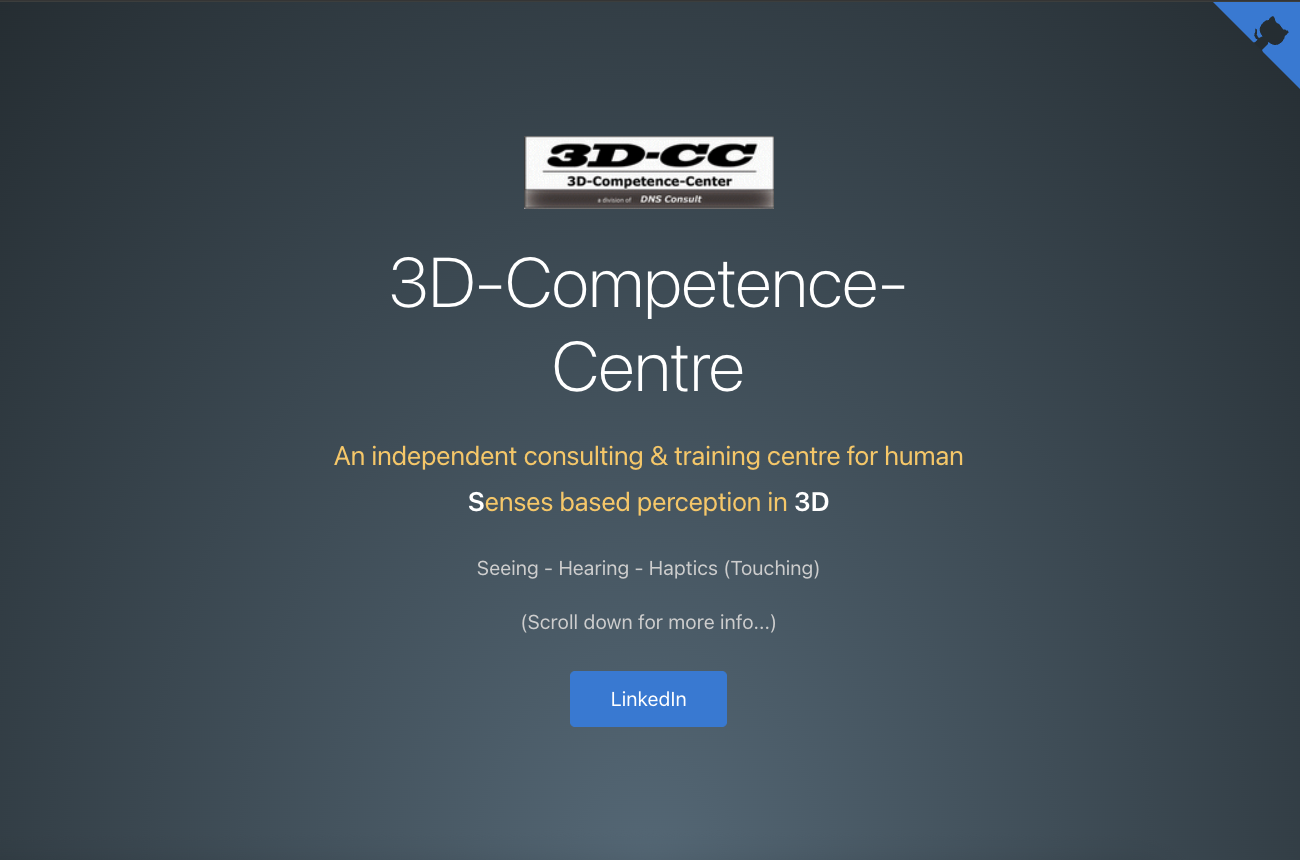 3D-CC
3D-Competence-Center
a division of DNS Consult
3D-Competence-
Centre
An independent consulting & training centre for human
Senses based perception in 3D
Seeing - Hearing - Haptics (Touching)
(Scroll down for more info...)
LinkedIn